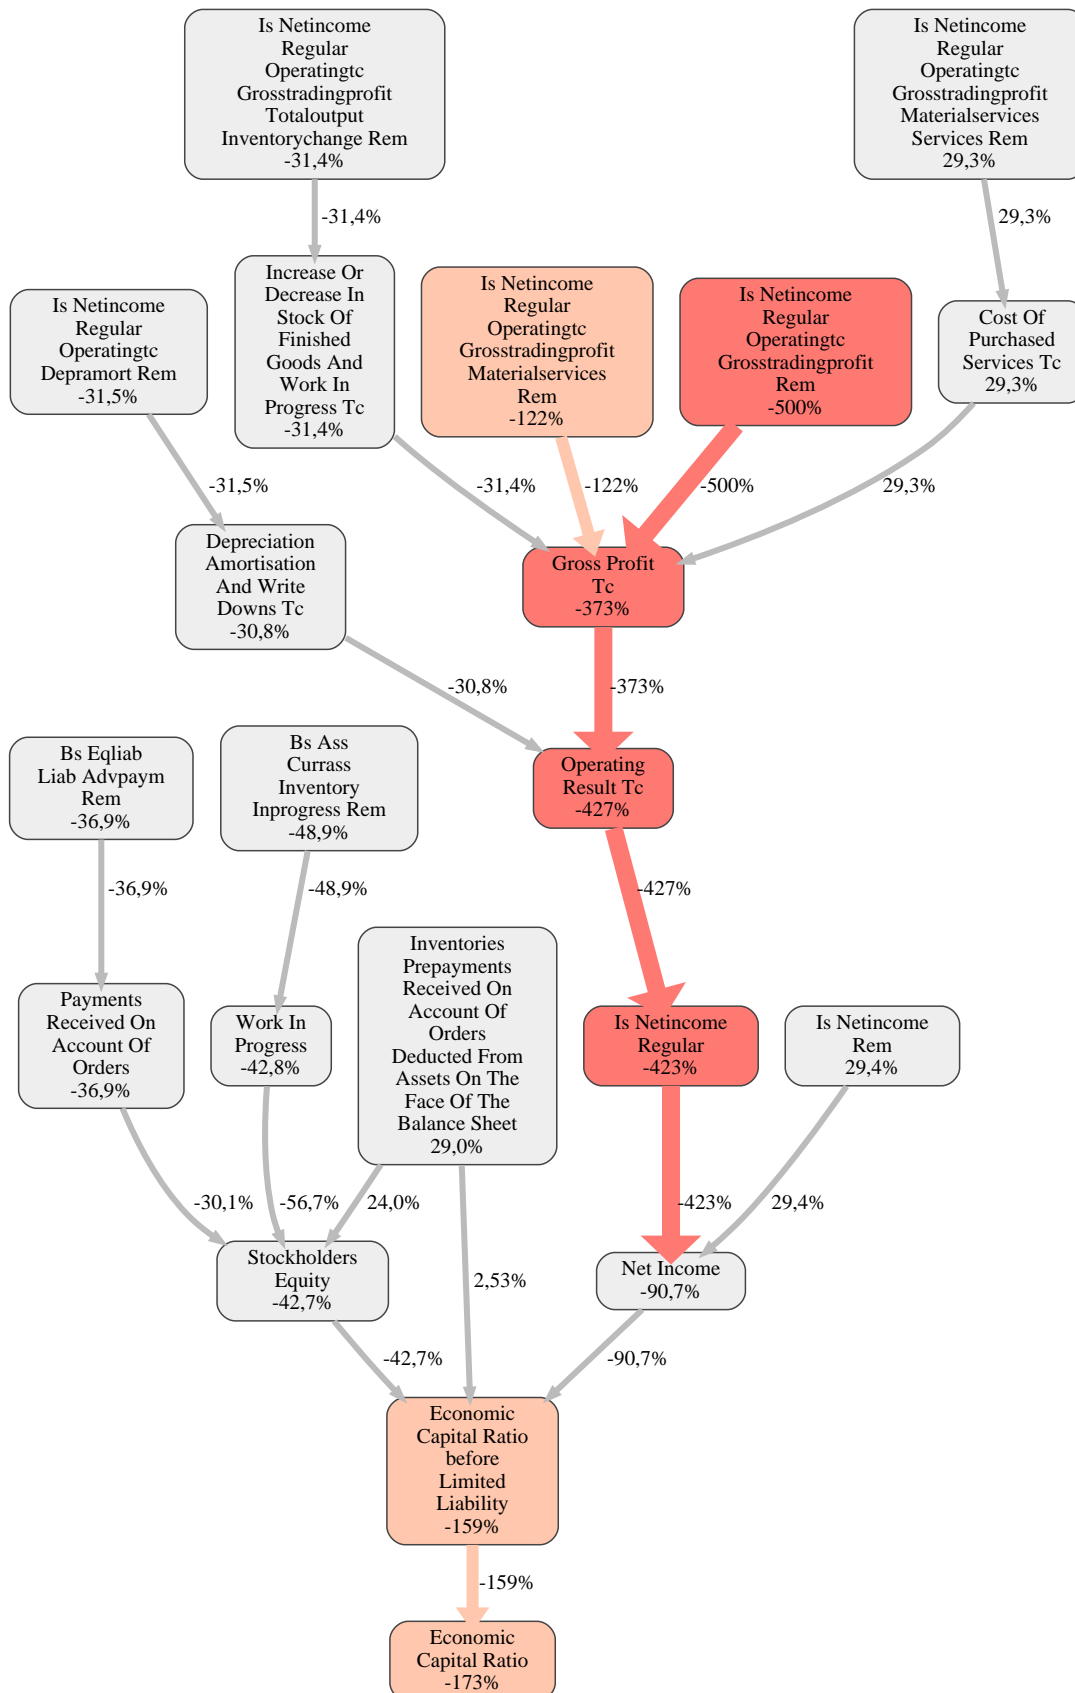 Is Netincome
Regular
Operatingtc
Grosstradingprofit
Totaloutput
Inventorychange Rem
-31,4%
Is Netincome
Regular
Operatingtc
Grosstradingprofit
Materialservices
Services Rem
29,3%
-31,4%
29,3%
Is Netincome
Regular
Operatingtc
Depramort Rem
-31,5%
Increase Or
Decrease In
Stock Of
Finished
Goods And
Work In
Progress Tc
-31,4%
Is Netincome
Regular
Operatingtc
Grosstradingprofit
Materialservices
Rem
-122%
Is Netincome
Regular
Operatingtc
Grosstradingprofit
Rem
-500%
Cost Of
Purchased
Services Tc
29,3%
-31,5%
-31,4%
-122%
-500%
29,3%
Depreciation
Amortisation
And Write
Downs Tc
-30,8%
Gross Profit
Tc
-373%
-30,8%
-373%
Bs Eqliab
Liab Advpaym
Rem
-36,9%
Bs Ass
Currass
Inventory
Inprogress Rem
-48,9%
Operating
Result Tc
-427%
-36,9%
-48,9%
-427%
Payments
Received On
Account Of
Orders
-36,9%
Work In
Progress
-42,8%
Inventories
Prepayments
Received On
Account Of
Orders
Deducted From
Assets On The
Face Of The
Balance Sheet
29,0%
Is Netincome
Regular
-423%
Is Netincome
Rem
29,4%
-30,1%
-56,7%
24,0%
-423%
29,4%
Stockholders
Equity
-42,7%
2,53%
Net Income
-90,7%
-42,7%
-90,7%
Economic
Capital Ratio
before
Limited
Liability
-159%
-159%
Economic
Capital Ratio
-173%